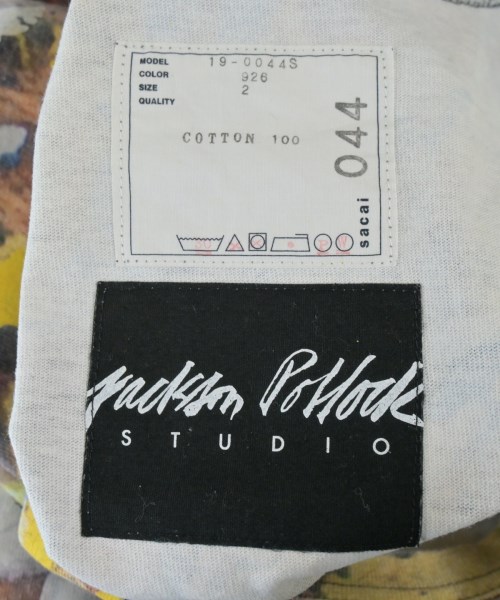 MODEL 19-0044S
COLOR 926
SIZE 2
QUALITY
COTTON 100
044
sacai
Jackson Pollock
STUDIO